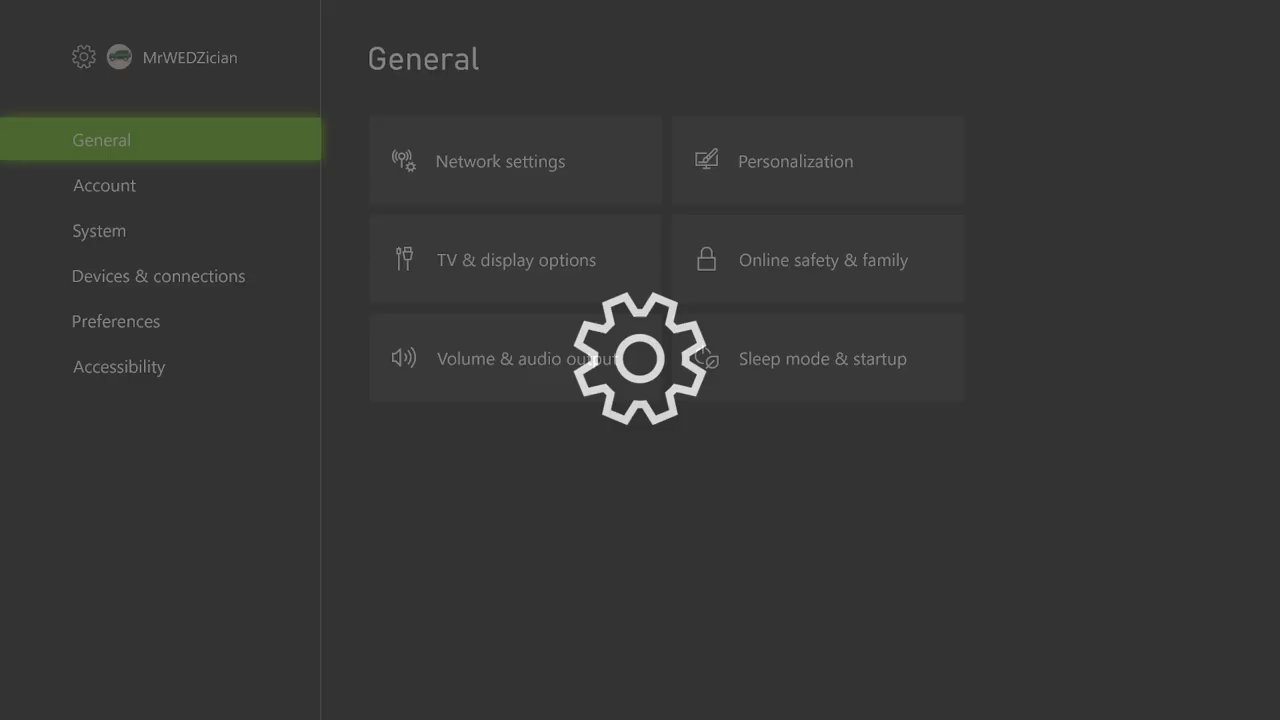 MrWEDZician
General
Account
System
Devices & connections
Preferences
Accessibility
General
Network settings
Personalization
TV & display options
Online safety & family
Volume & audio output
Sleep mode & startup